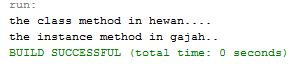 run:
the class method in hewan....
the instance method in gajah..
BUILD SUCCESSFUL (total time: 0 seconds)